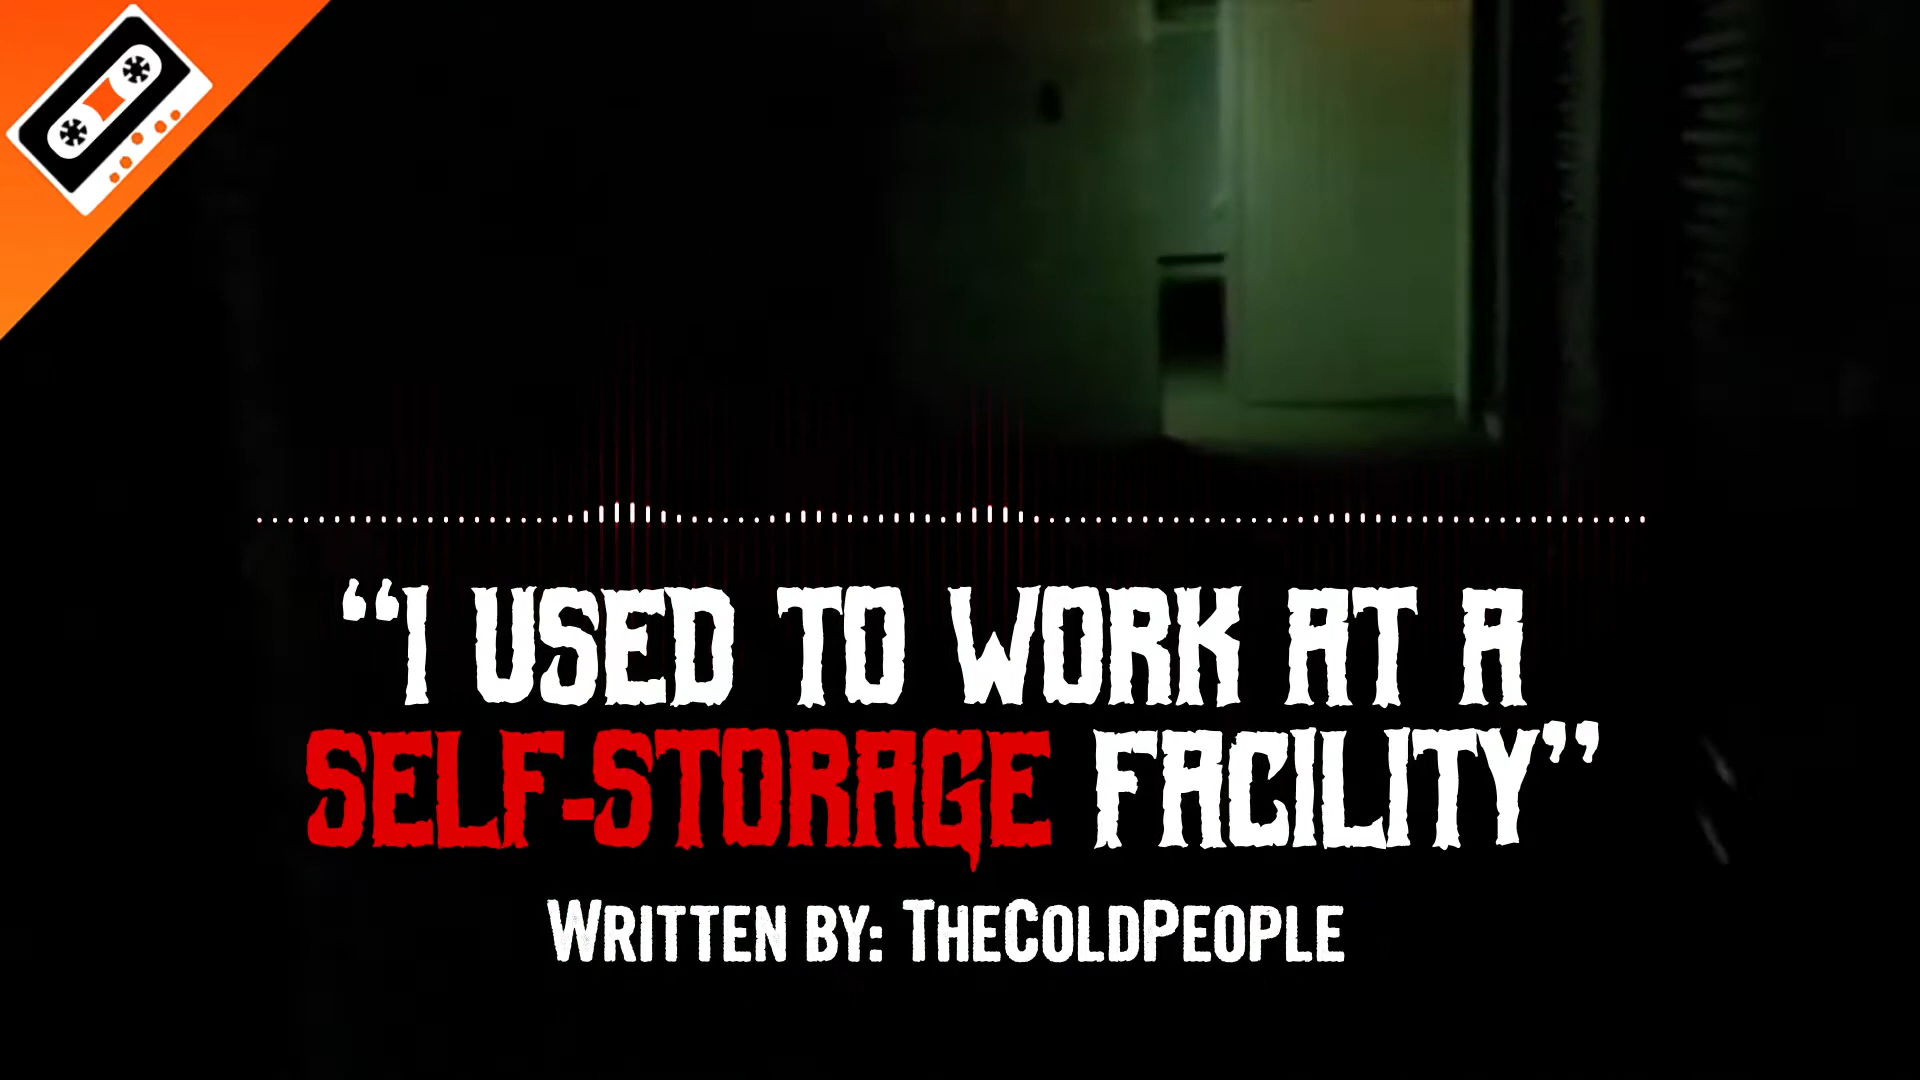 “I USED TO WORK AT A
SELF-STORAGE FACILITY”
WRITTEN BY: THECOLDPEOPLE